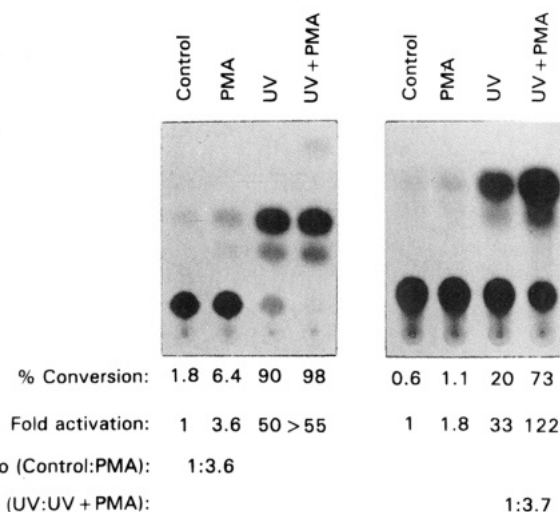 Control PMA UV UV + PMA Control PMA UV UV + PMA
% Conversion: 1.8 6.4 90 98 0.6 1.1 20 73
Fold activation: 1 3.6 50 >55 1 1.8 33 122
o (Control:PMA): 1:3.6
(UV:UV + PMA): 1:3.7